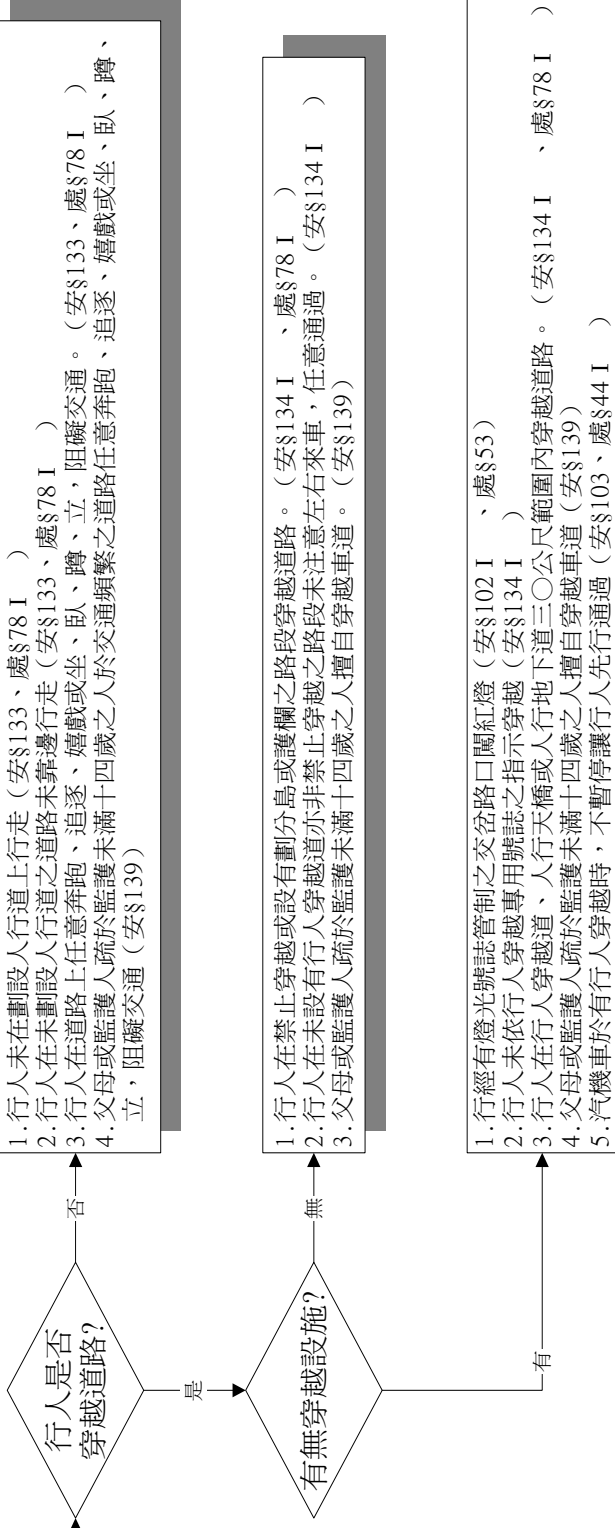 行人是否
穿越道路?
否
1.行人未在劃設人行道上行走（安§133、處§78 I ）
2.行人在未劃設人行道之道路未靠邊行走（安§133、處§78 I ）
3.行人在道路上任意奔跑、追逐、嬉戲或坐、臥、蹲、立，阻礙交通。（安§133、處§78 I ）
4.父母或監護人疏於監護未滿十四歲之人於交通頻繁之道路任意奔跑、追逐、嬉戲或坐、臥、蹲、
立，阻礙交通（安§139）
是
有無穿越設施?
無
1.行人在禁止穿越或設有劃分島或護欄之路段穿越道路。（安§134 I 、處§78 I ）
2.行人在未設有行人穿越道亦非禁止穿越之路段未注意左右來車，任意通過。（安§134 I ）
3.父母或監護人疏於監護未滿十四歲之人擅自穿越車道。（安§139）
有
1.行經有燈光號誌管制之交岔路口闖紅燈（安§102 I 、處§53）
2.行人未依行人穿越專用號誌之指示穿越（安§134 I ）
3.行人在行人穿越道、人行天橋或人行地下道三○公尺範圍內穿越道路。（安§134 I 、處§78 I ）
4.父母或監護人疏於監護未滿十四歲之人擅自穿越車道（安§139）
5.汽機車於有行人穿越時，不暫停讓行人先行通過（安§103、處§44 I ）